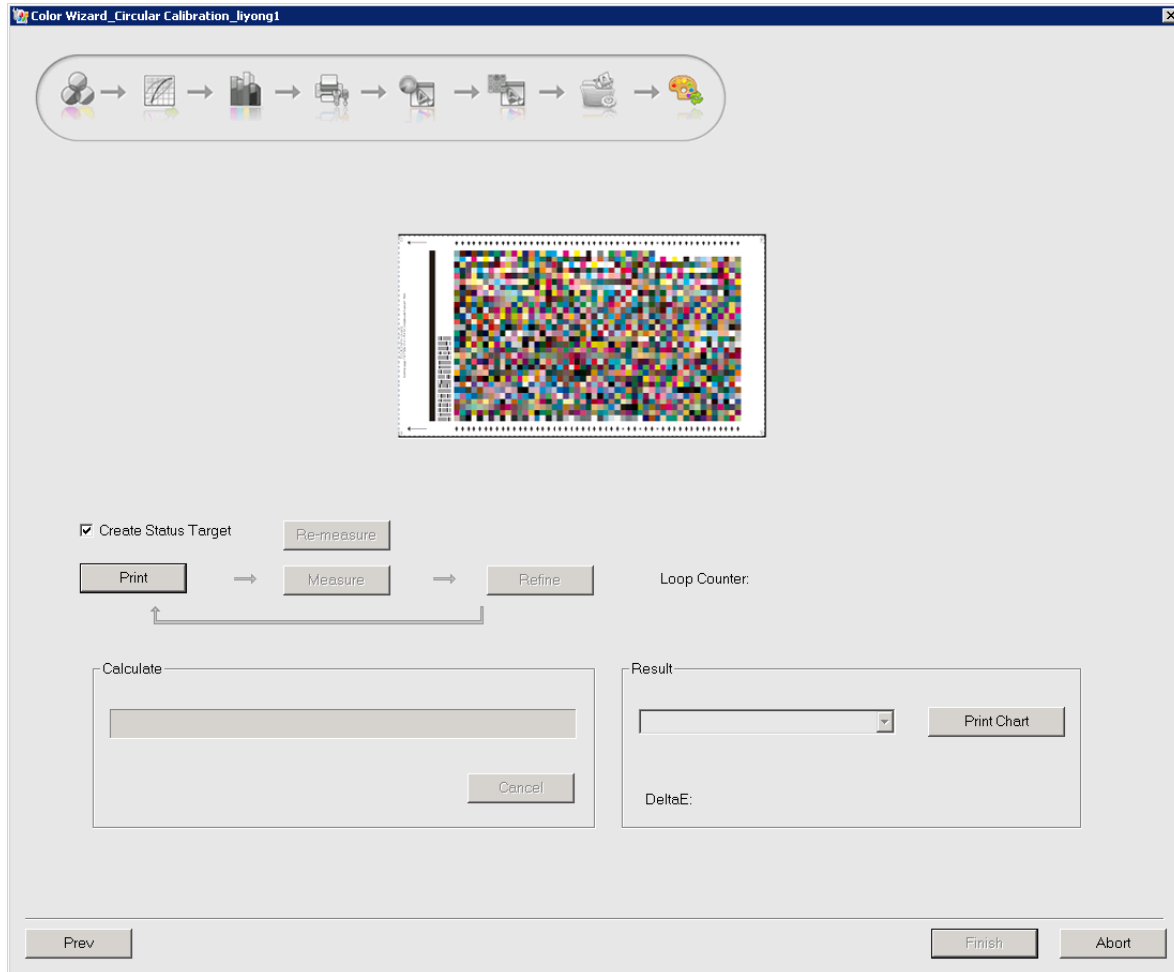 Color Wizard_Circular Calibration_liyong1
Create Status Target
Re-measure
Print
Measure
Refine
Loop Counter:
Calculate
Result
Print Chart
Cancel
DeltaE:
Prev
Finish
Abort